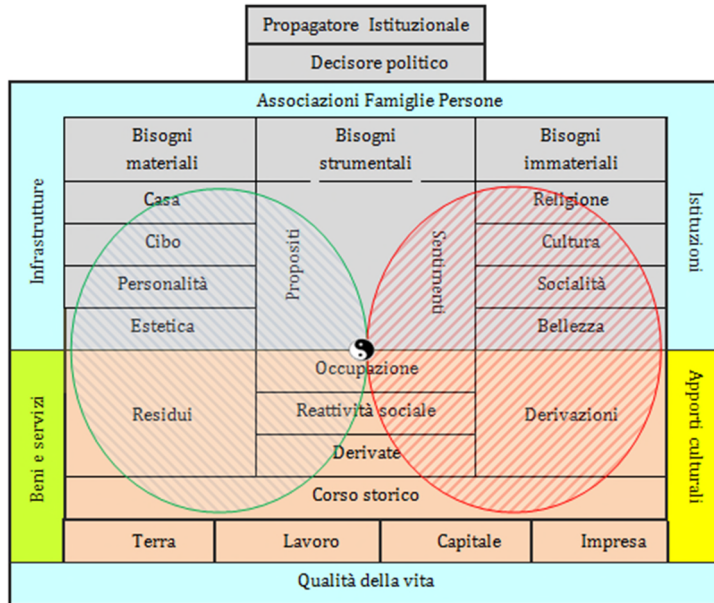 Propagatore Istituzionale
Decisore politico
Associazioni Famiglie Persone
Bisogni
materiali
Bisogni
strumentali
Bisogni
immateriali
Infrastrutture
Istituzioni
Casa
Religione
Cibo
Cultura
Propositi
Sentimenti
Personalità
Socialità
Estetica
Bellezza
Occupazione
Beni e servizi
Apporti culturali
Residui
Reattività sociale
Derivazioni
Derivate
Corso storico
Terra
Lavoro
Capitale
Impresa
Qualità della vita